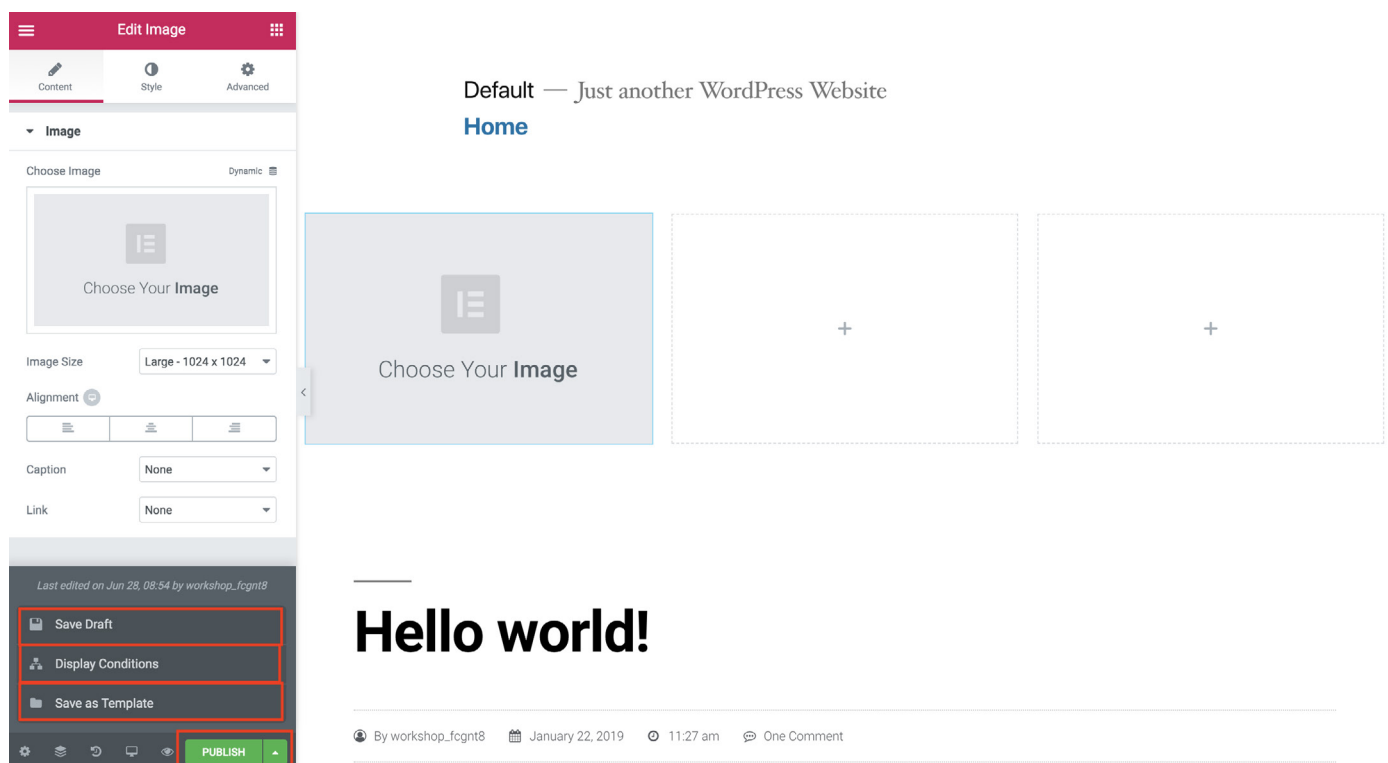 Edit Image
Content Style Advanced
Image
Choose Image Dynamic
Choose Your Image
Image Size Large - 1024 x 1024
Alignment
Caption None
Link None
Last edited on Jun 28, 08:54 by workshop_fcgnt8
Save Draft
Display Conditions
Save as Template
PUBLISH
Default — Just another WordPress Website
Home
Choose Your Image
Hello world!
By workshop_fcgnt8 January 22, 2019 11:27 am One Comment